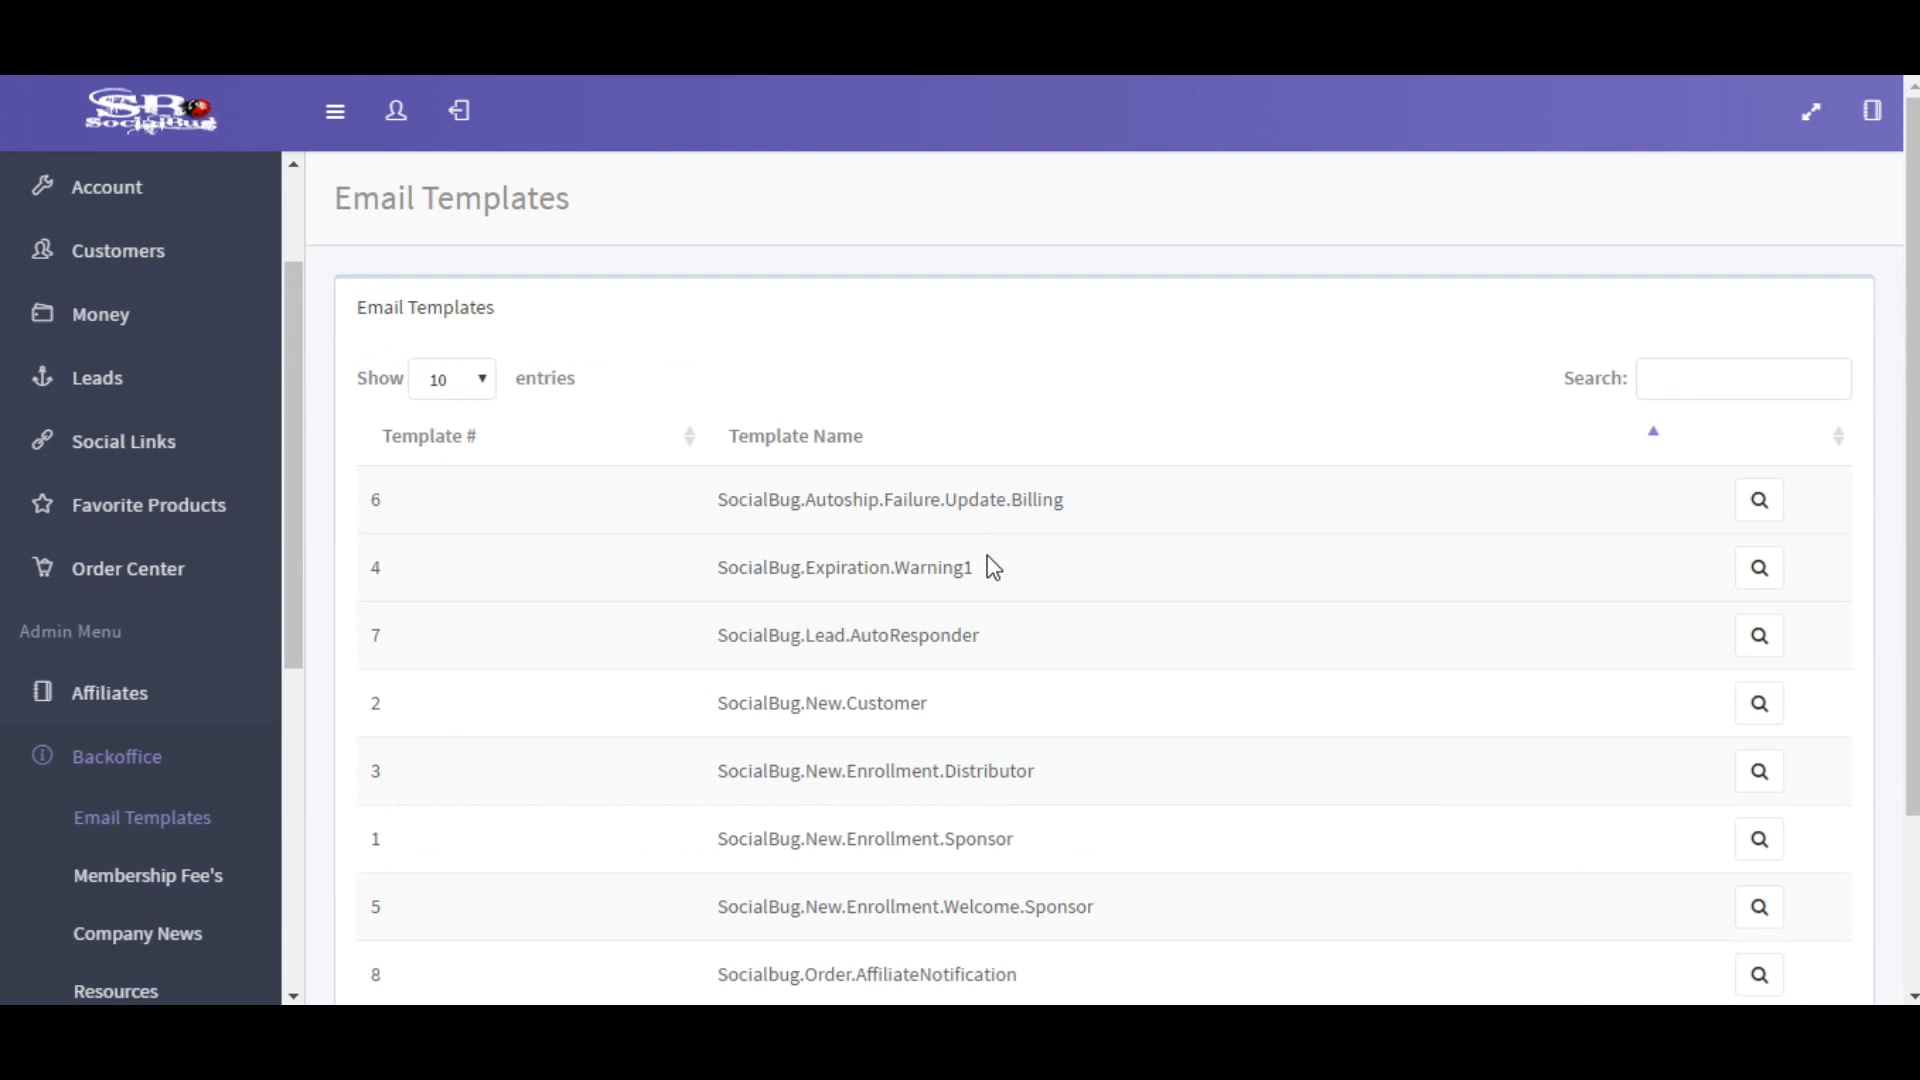 SB
SocialBug
Account
Customers
Money
Leads
Social Links
Favorite Products
Order Center
Admin Menu
Affiliates
Backoffice
Email Templates
Membership Fee's
Company News
Resources
Email Templates
Email Templates
Show 10 entries
Search:
Template # Template Name
6 SocialBug.Autoship.Failure.Update.Billing
4 SocialBug.Expiration.Warning1
7 SocialBug.Lead.AutoResponder
2 SocialBug.New.Customer
3 SocialBug.New.Enrollment.Distributor
1 SocialBug.New.Enrollment.Sponsor
5 SocialBug.New.Enrollment.Welcome.Sponsor
8 Socialbug.Order.AffiliateNotification